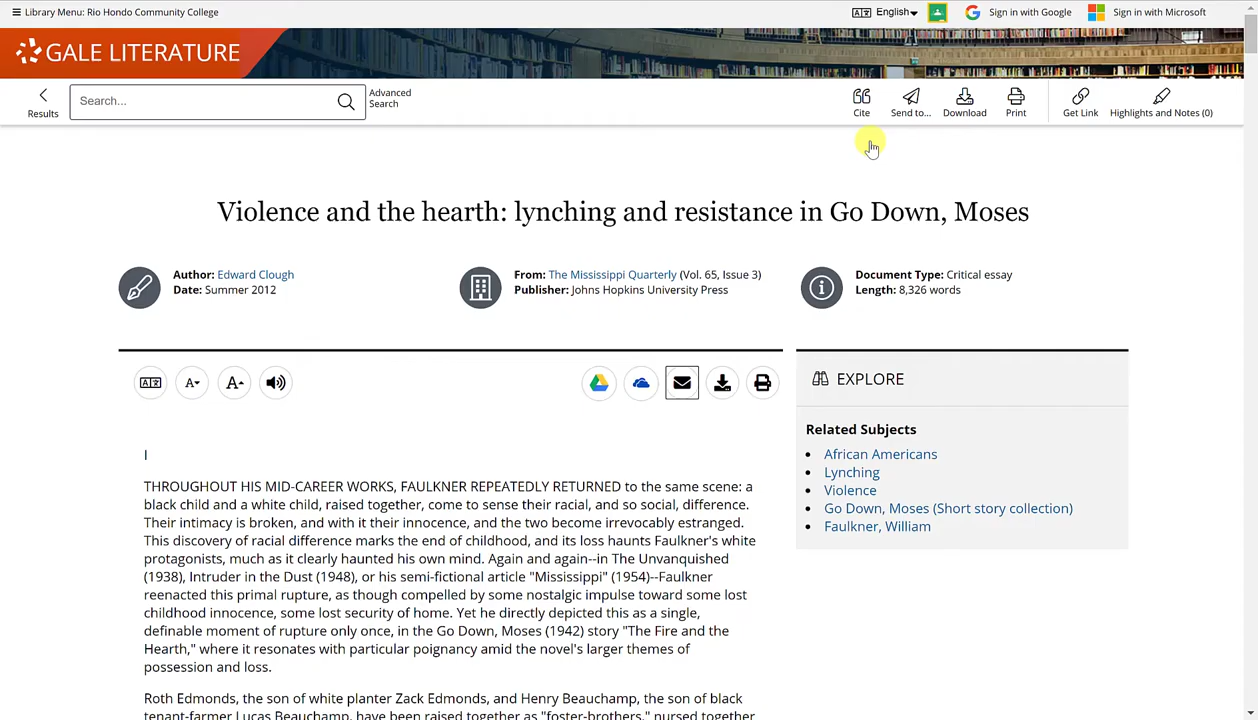 Library Menu: Rio Hondo Community College
English
Sign in with Google
Sign in with Microsoft
GALE LITERATURE
Results
Search...
Advanced
Search
Cite
Send to...
Download
Print
Get Link
Highlights and Notes (0)
Violence and the hearth: lynching and resistance in Go Down, Moses
Author: Edward Clough
Date: Summer 2012
From: The Mississippi Quarterly (Vol. 65, Issue 3)
Publisher: Johns Hopkins University Press
Document Type: Critical essay
Length: 8,326 words
EXPLORE
Related Subjects
African Americans
Lynching
Violence
Go Down, Moses (Short story collection)
Faulkner, William
I
THROUGHOUT HIS MID-CAREER WORKS, FAULKNER REPEATEDLY RETURNED to the same scene: a
black child and a white child, raised together, come to sense their racial, and so social, difference.
Their intimacy is broken, and with it their innocence, and the two become irrevocably estranged.
This discovery of racial difference marks the end of childhood, and its loss haunts Faulkner's white
protagonists, much as it clearly haunted his own mind. Again and again--in The Unvanquished
(1938), Intruder in the Dust (1948), or his semi-fictional article "Mississippi" (1954)--Faulkner
reenacted this primal rupture, as though compelled by some nostalgic impulse toward some lost
childhood innocence, some lost security of home. Yet he directly depicted this as a single,
definable moment of rupture only once, in the Go Down, Moses (1942) story "The Fire and the
Hearth," where it resonates with particular poignancy amid the novel's larger themes of
possession and loss.
Roth Edmonds, the son of white planter Zack Edmonds, and Henry Beauchamp, the son of black
tenant-farmer Lucas Beauchamp, have been raised together as "foster-brothers," nursed together